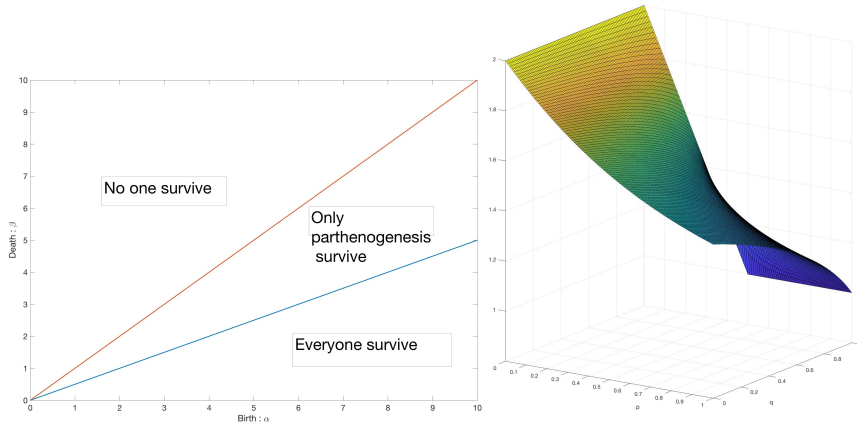 No one survive
Only
parthenogenesis
survive
Everyone survive
10
9
8
7
6
5
4
3
2
1
0
Death : β
0 1 2 3 4 5 6 7 8 9 10
Birth : α
2
1.8
1.6
1.4
1.2
1
0 0.1 0.2 0.3 0.4 0.5 0.6 0.7 0.8 0.9 1
p
0 0.2 0.4 0.6 0.8
q